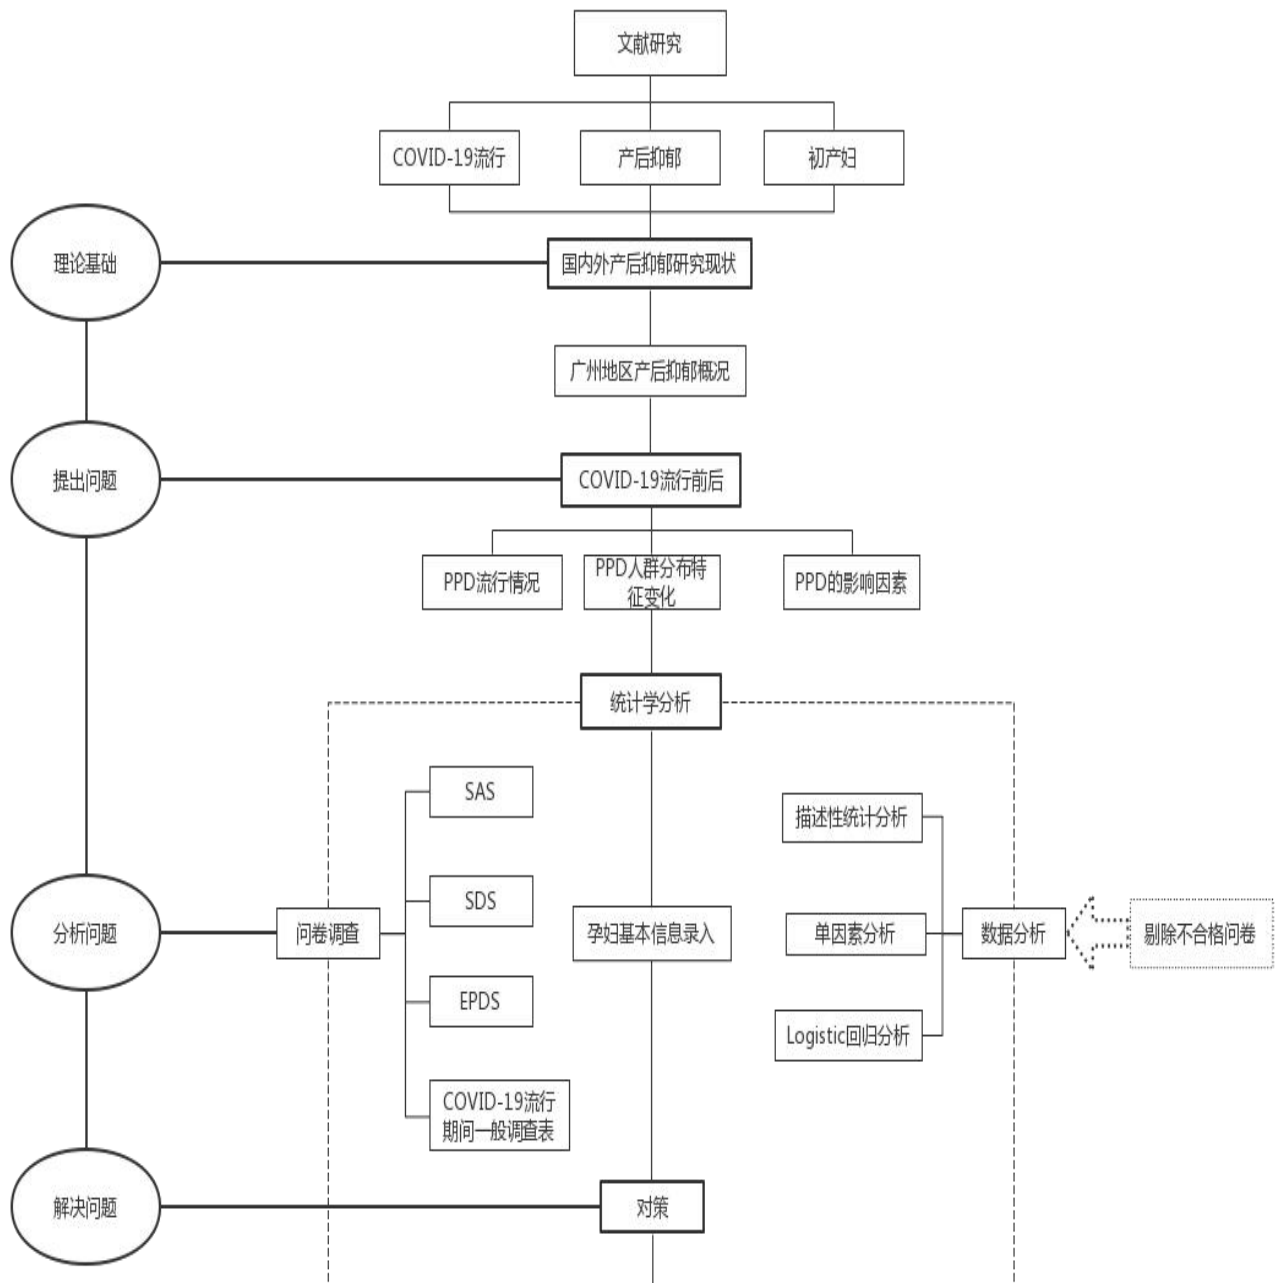 文献研究
COVID-19流行
产后抑郁
初产妇
理论基础
国内外产后抑郁研究现状
广州地区产后抑郁概况
提出问题
COVID-19流行前后
PPD流行情况
PPD人群分布特
征变化
PPD的影响因素
统计学分析
SAS
描述性统计分析
SDS
分析问题
问卷调查
孕妇基本信息录入
单因素分析
数据分析
剔除不合格问卷
EPDS
Logistic回归分析
COVID-19流行
期间一般调查表
解决问题
对策